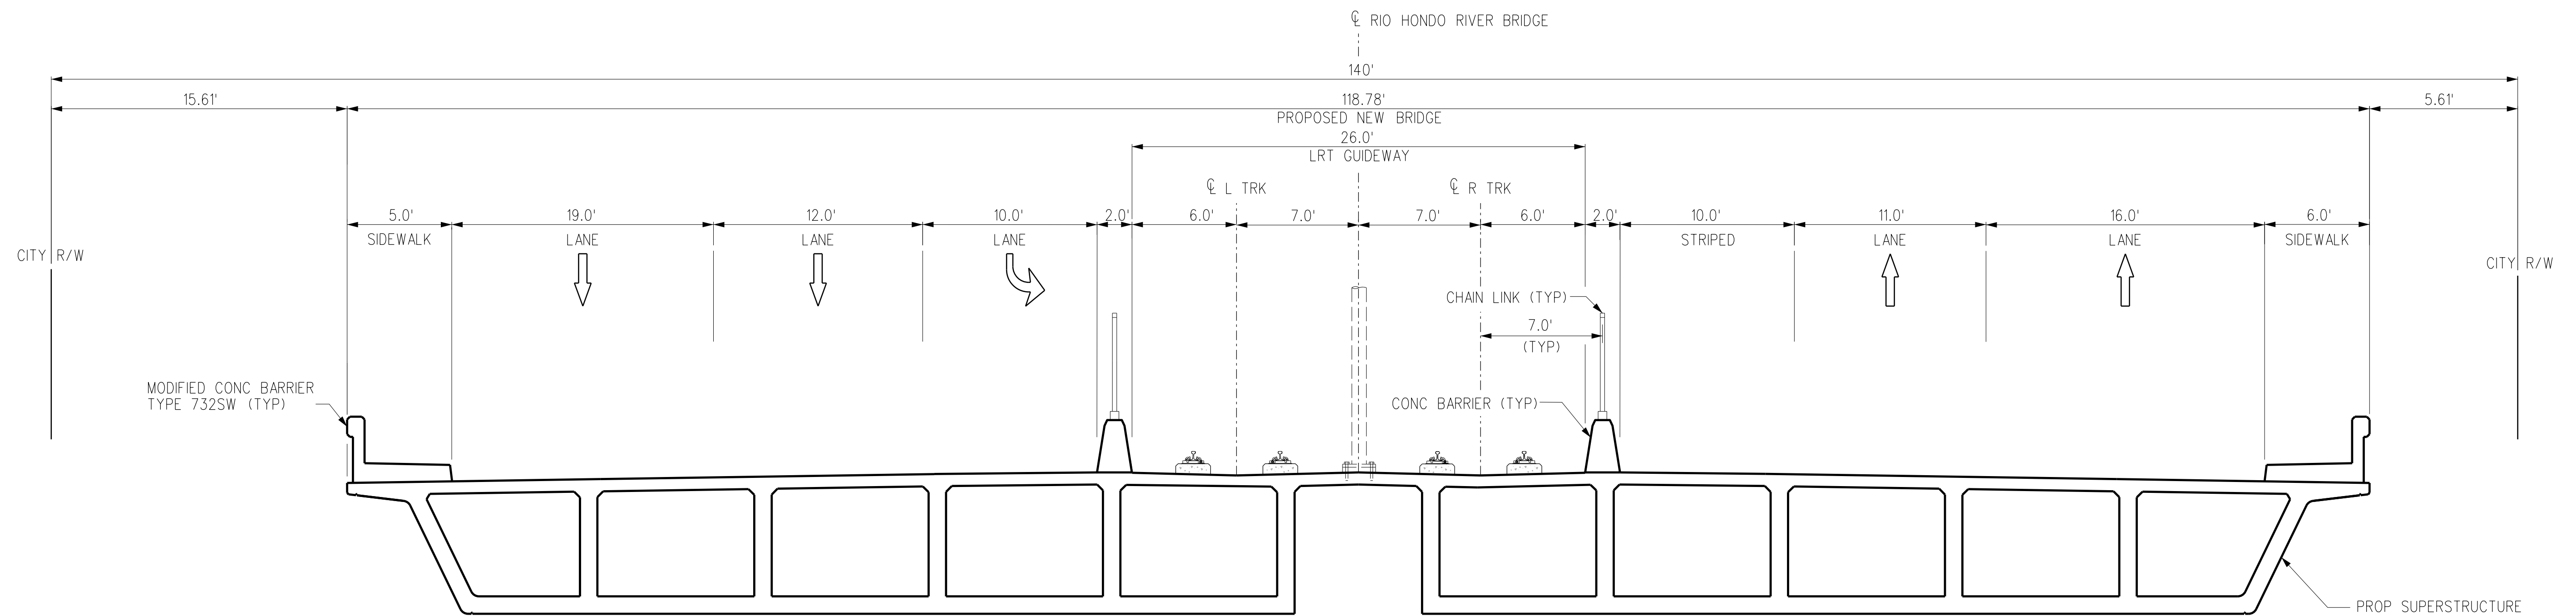 ℄ RIO HONDO RIVER BRIDGE
140'
15.61'
118.78'
5.61'
PROPOSED NEW BRIDGE
26.0'
LRT GUIDEWAY
℄ L TRK
℄ R TRK
5.0'
19.0'
12.0'
10.0'
2.0'
6.0'
7.0'
7.0'
6.0'
2.0'
10.0'
11.0'
16.0'
6.0'
SIDEWALK
LANE
LANE
LANE
STRIPED
LANE
LANE
SIDEWALK
CITY R/W
CITY R/W
CHAIN LINK (TYP)
7.0'
(TYP)
MODIFIED CONC BARRIER
TYPE 732SW (TYP)
CONC BARRIER (TYP)
PROP SUPERSTRUCTURE